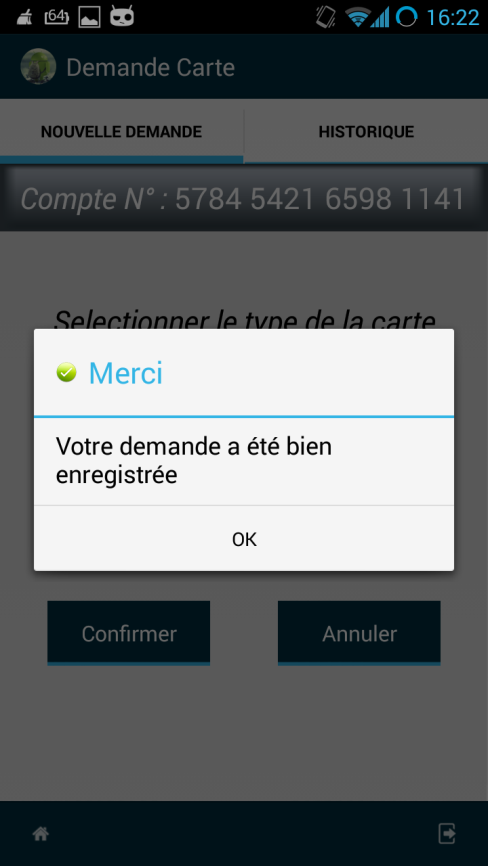 64
16:22
Demande Carte
NOUVELLE DEMANDE
HISTORIQUE
Compte N° : 5784 5421 6598 1141
Selectionner le type de la carte
Merci
Votre demande a été bien
enregistrée
OK
Confirmer
Annuler